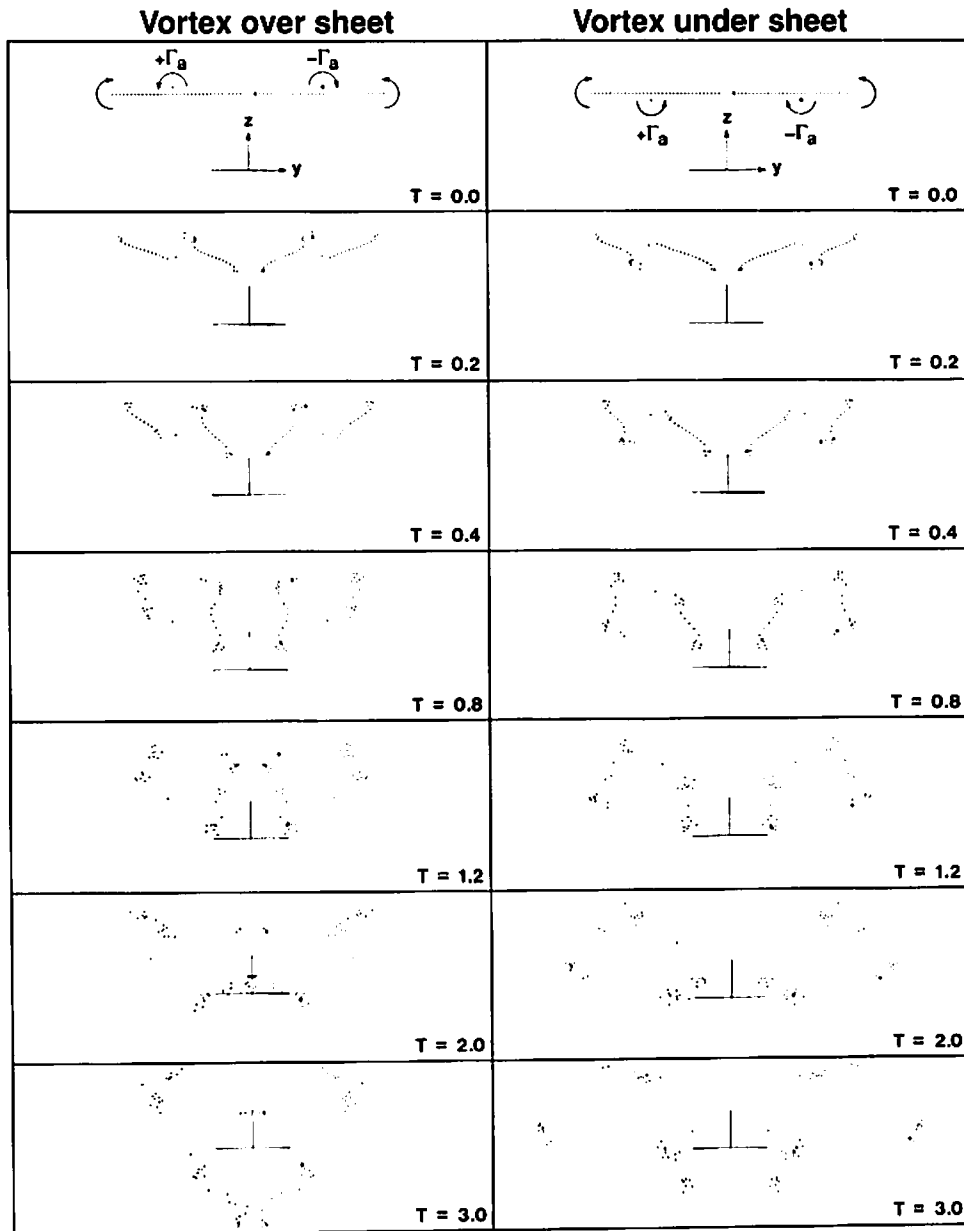 Vortex over sheet Vortex under sheet
+Γa −Γa
z
y
T = 0.0
+Γa −Γa
z
y
T = 0.0
T = 0.2 T = 0.2
T = 0.4 T = 0.4
T = 0.8 T = 0.8
T = 1.2 T = 1.2
T = 2.0 T = 2.0
T = 3.0 T = 3.0